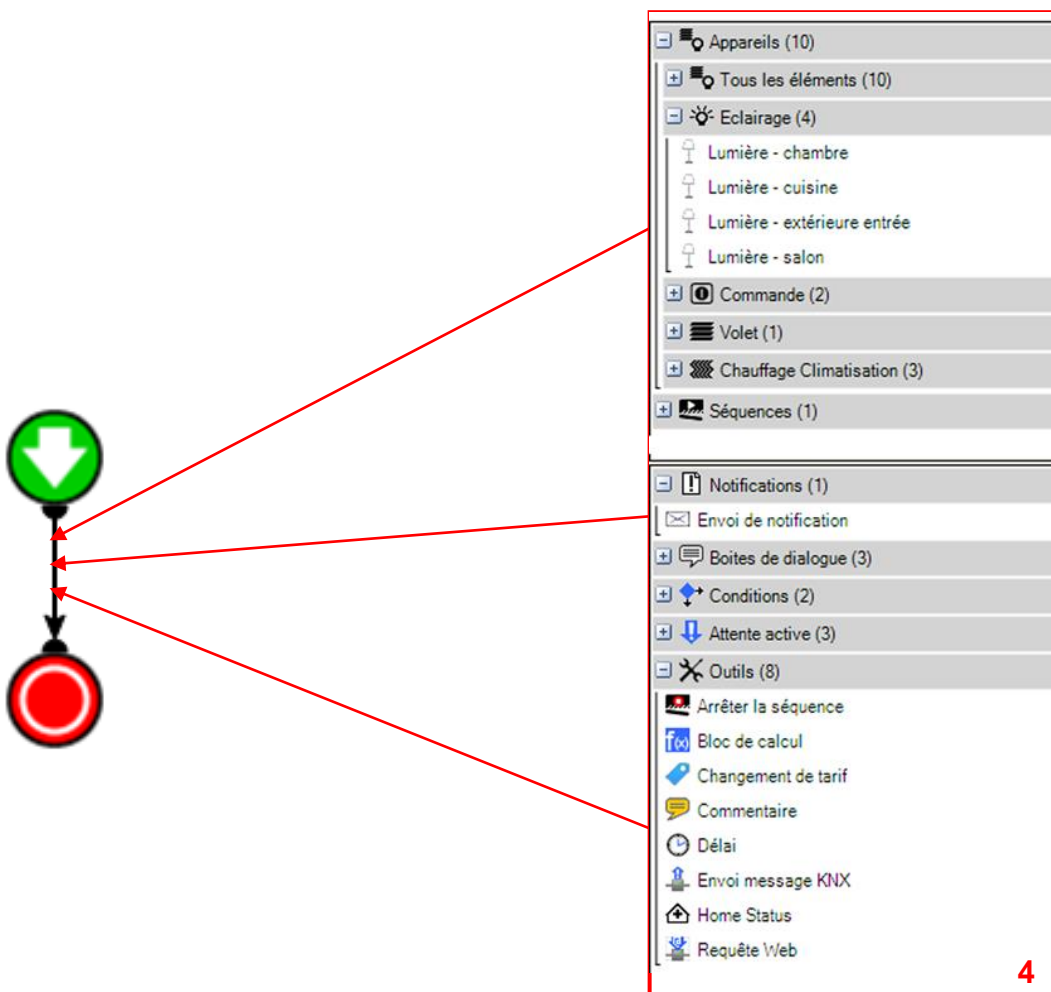 Appareils (10)
Tous les éléments (10)
Eclairage (4)
Lumière - chambre
Lumière - cuisine
Lumière - extérieure entrée
Lumière - salon
Commande (2)
Volet (1)
Chauffage Climatisation (3)
Séquences (1)
Notifications (1)
Envoi de notification
Boites de dialogue (3)
Conditions (2)
Attente active (3)
Outils (8)
Arrêter la séquence
f(x) Bloc de calcul
Changement de tarif
Commentaire
Délai
Envoi message KNX
Home Status
Requête Web
4